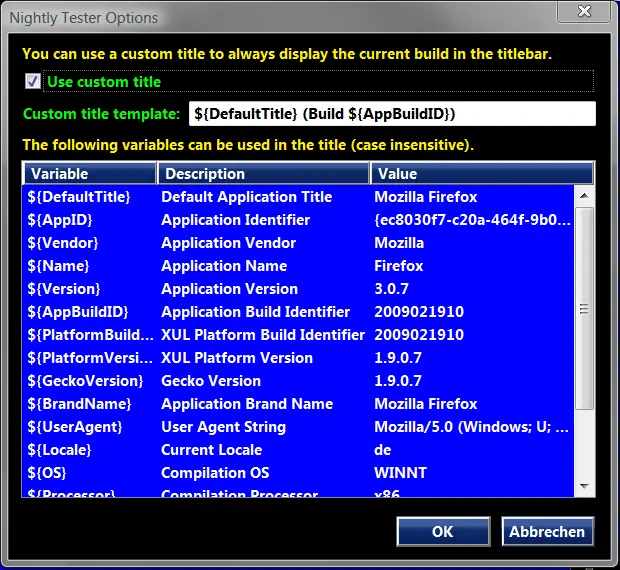 Nightly Tester Options
You can use a custom title to always display the current build in the titlebar.
Use custom title
Custom title template: ${DefaultTitle} (Build ${AppBuildID})
The following variables can be used in the title (case insensitive).
Variable Description Value
${DefaultTitle} Default Application Title Mozilla Firefox
${AppID} Application Identifier {ec8030f7-c20a-464f-9b0...
${Vendor} Application Vendor Mozilla
${Name} Application Name Firefox
${Version} Application Version 3.0.7
${AppBuildID} Application Build Identifier 2009021910
${PlatformBuild... XUL Platform Build Identifier 2009021910
${PlatformVersi... XUL Platform Version 1.9.0.7
${GeckoVersion} Gecko Version 1.9.0.7
${BrandName} Application Brand Name Mozilla Firefox
${UserAgent} User Agent String Mozilla/5.0 (Windows; U; ...
${Locale} Current Locale de
${OS} Compilation OS WINNT
${Processor} Compilation Processor x86
OK Abbrechen